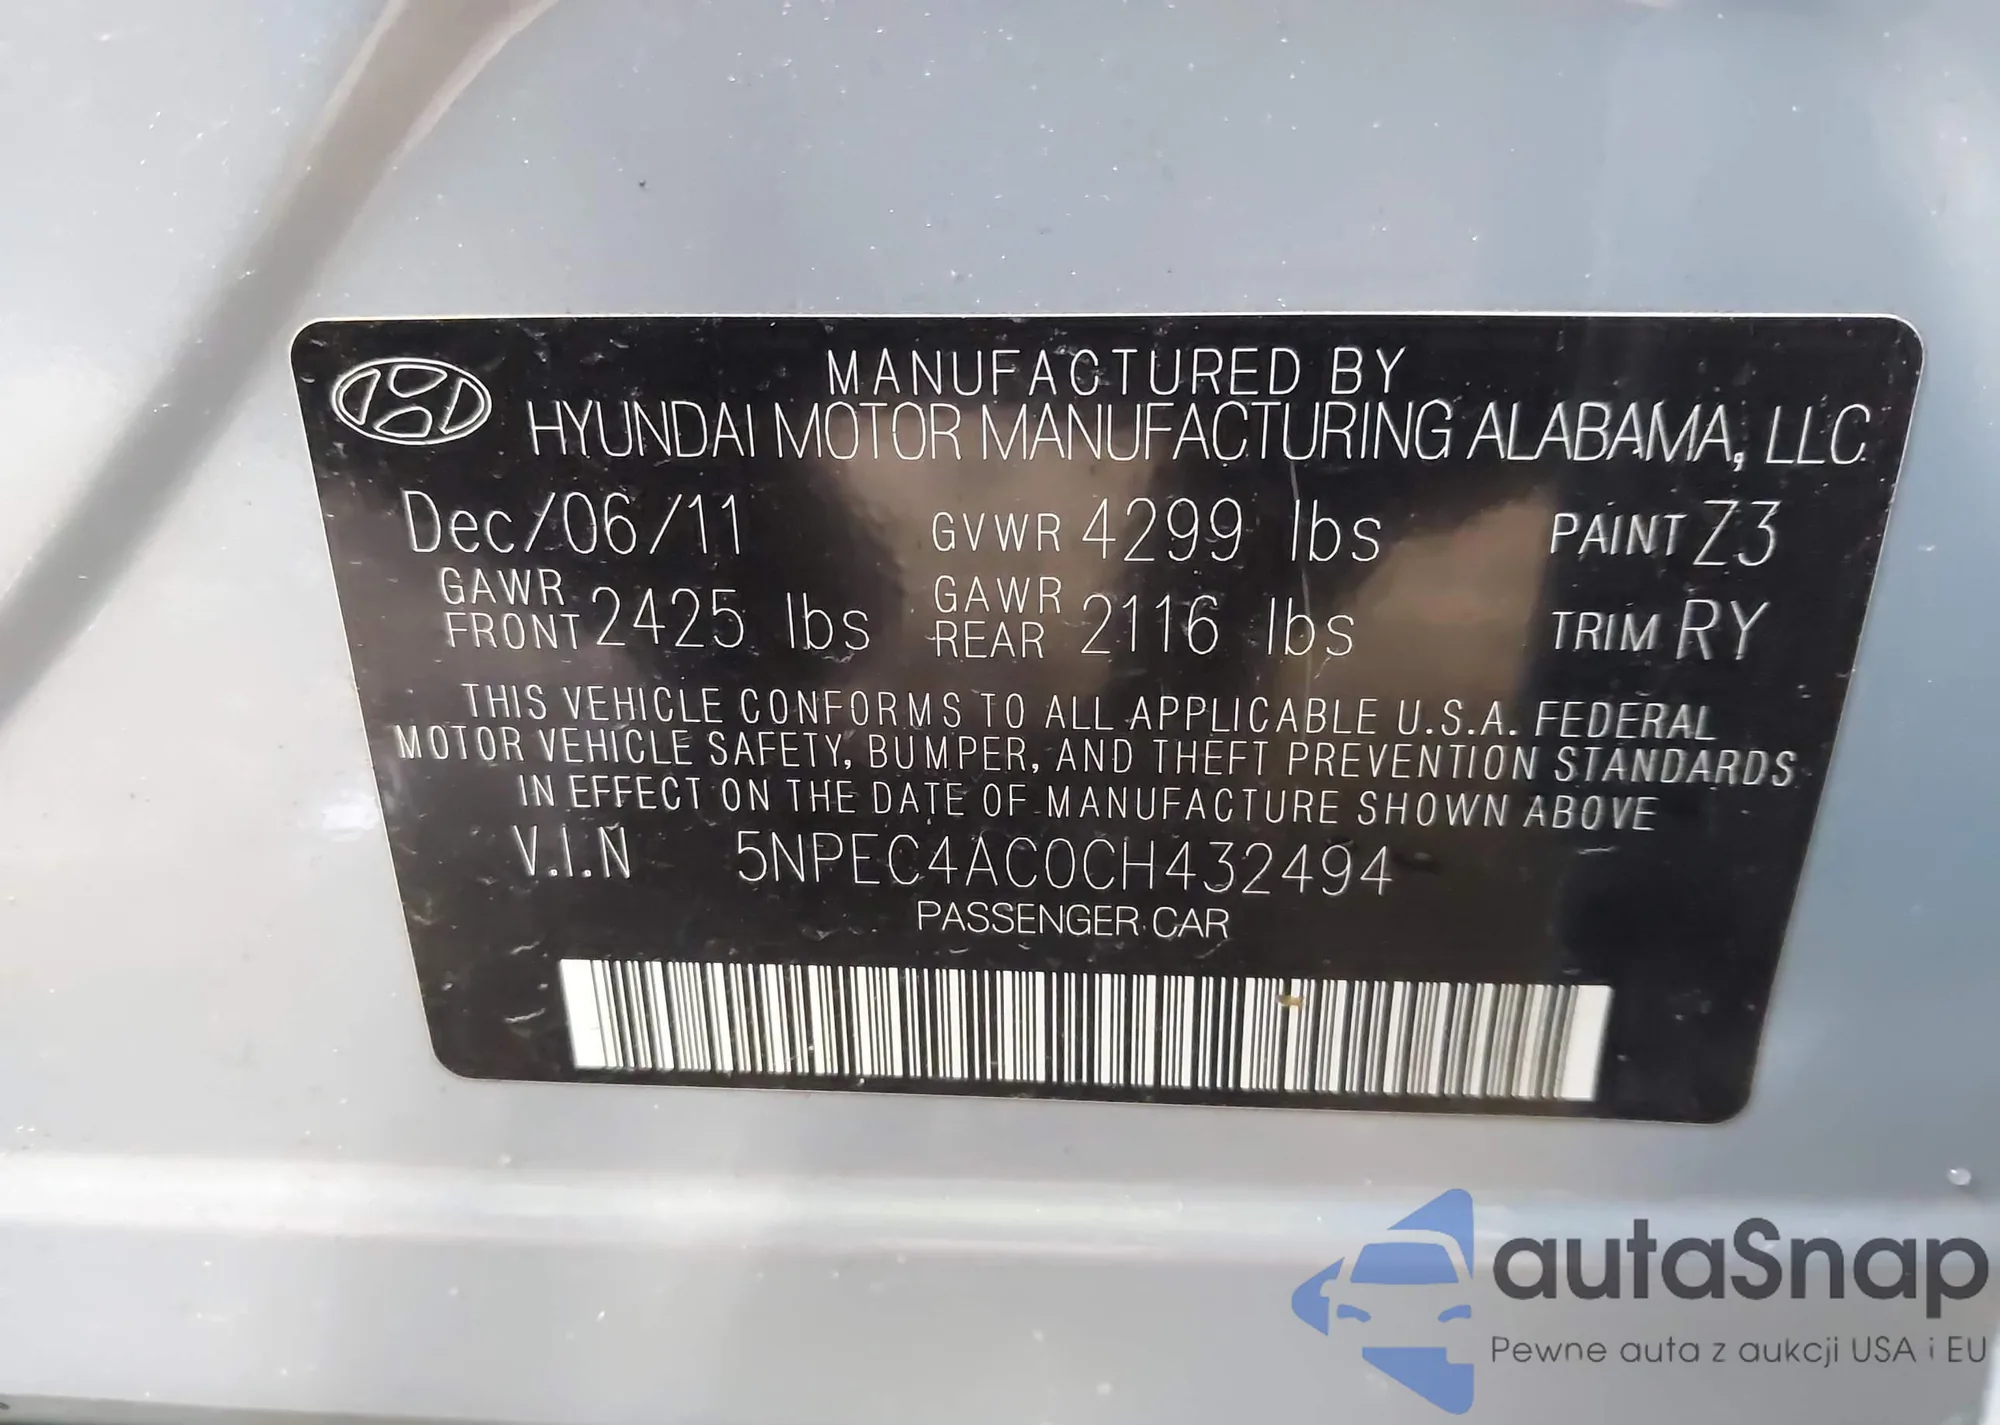 MANUFACTURED BY
HYUNDAI MOTOR MANUFACTURING ALABAMA, LLC
Dec/06/11 GVWR 4299 lbs PAINT Z3
GAWR FRONT 2425 lbs GAWR REAR 2116 lbs TRIM RY
THIS VEHICLE CONFORMS TO ALL APPLICABLE U.S.A. FEDERAL
MOTOR VEHICLE SAFETY, BUMPER, AND THEFT PREVENTION STANDARDS
IN EFFECT ON THE DATE OF MANUFACTURE SHOWN ABOVE
V.I.N 5NPEC4AC0CH432494
PASSENGER CAR
autaSnap
Pewne auta z aukcji USA i EU